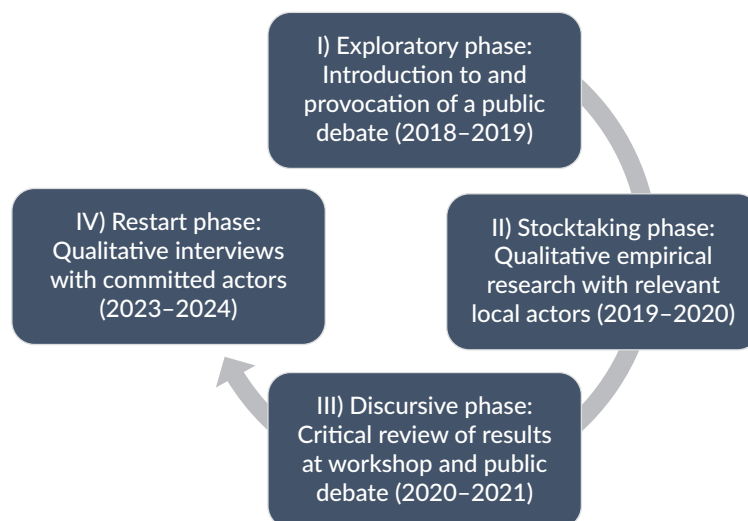 I) Exploratory phase:
Introduction to and
provocation of a public
debate (2018–2019)
II) Stocktaking phase:
Qualitative empirical
research with relevant
local actors (2019–2020)
III) Discursive phase:
Critical review of results
at workshop and public
debate (2020–2021)
IV) Restart phase:
Qualitative interviews
with committed actors
(2023–2024)